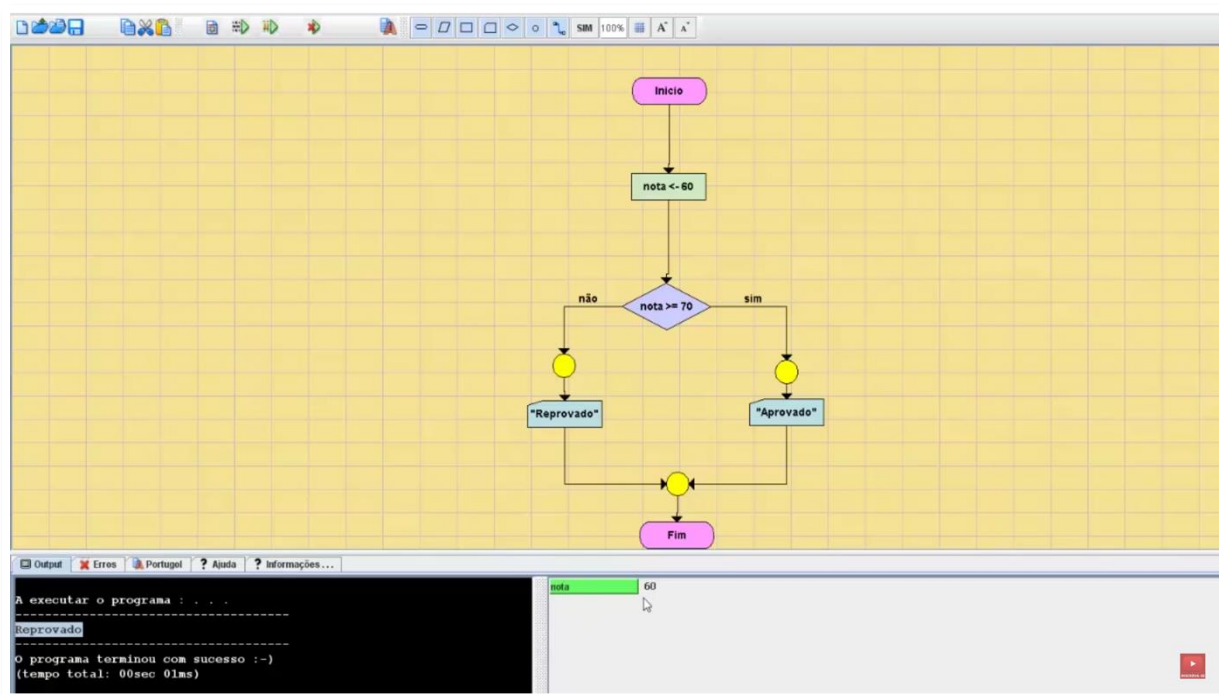 SIM 100% A A
Inicio
nota <- 60
não
nota >= 70
sim
"Reprovado"
"Aprovado"
Fim
Output Erros Portugol ? Ajuda ? Informações...
A executar o programa : . . .
--------------------------------------
Reprovado
--------------------------------------
O programa terminou com sucesso :-)
(tempo total: 00sec 01ms)
nota 60